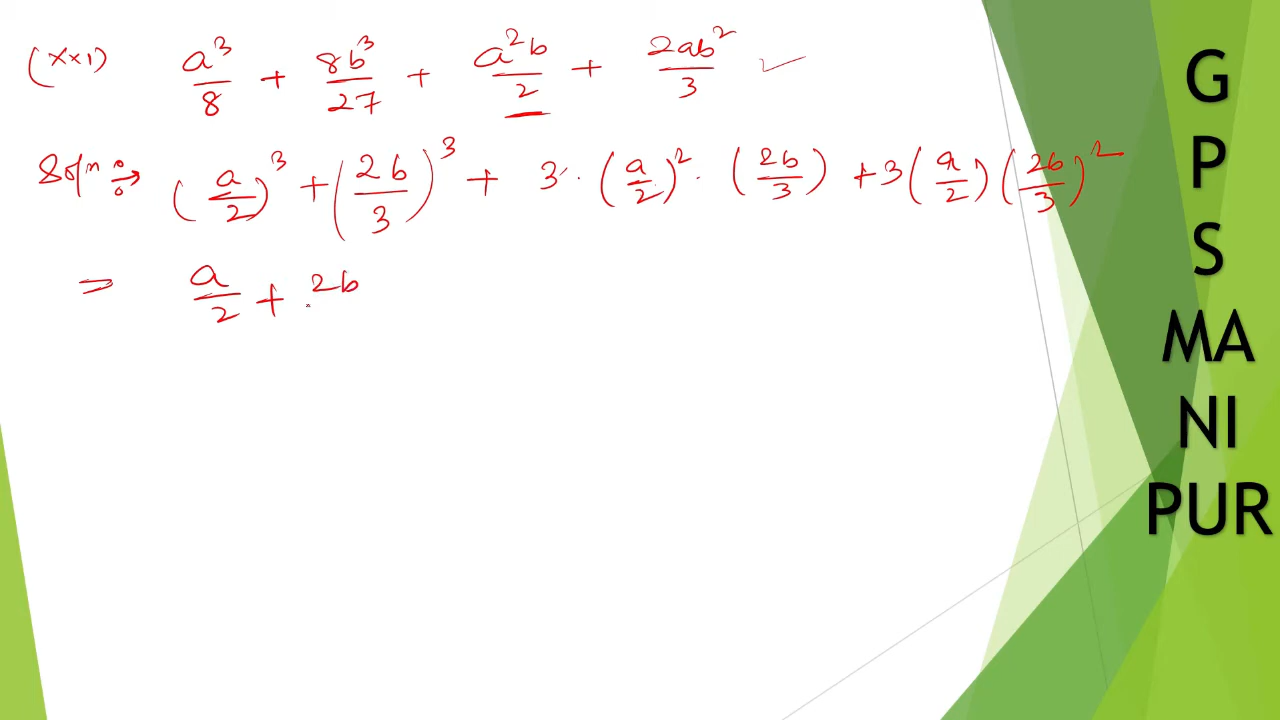 (xxi) a³/8 + 8b³/27 + a²b/2 + 2ab²/3 ✓
Solⁿ ÷→ (a/2)³ + (2b/3)³ + 3·(a/2)²·(2b/3) + 3(a/2)(2b/3)²
= a/2 + 2b
G
P
S
MA
NI
PUR